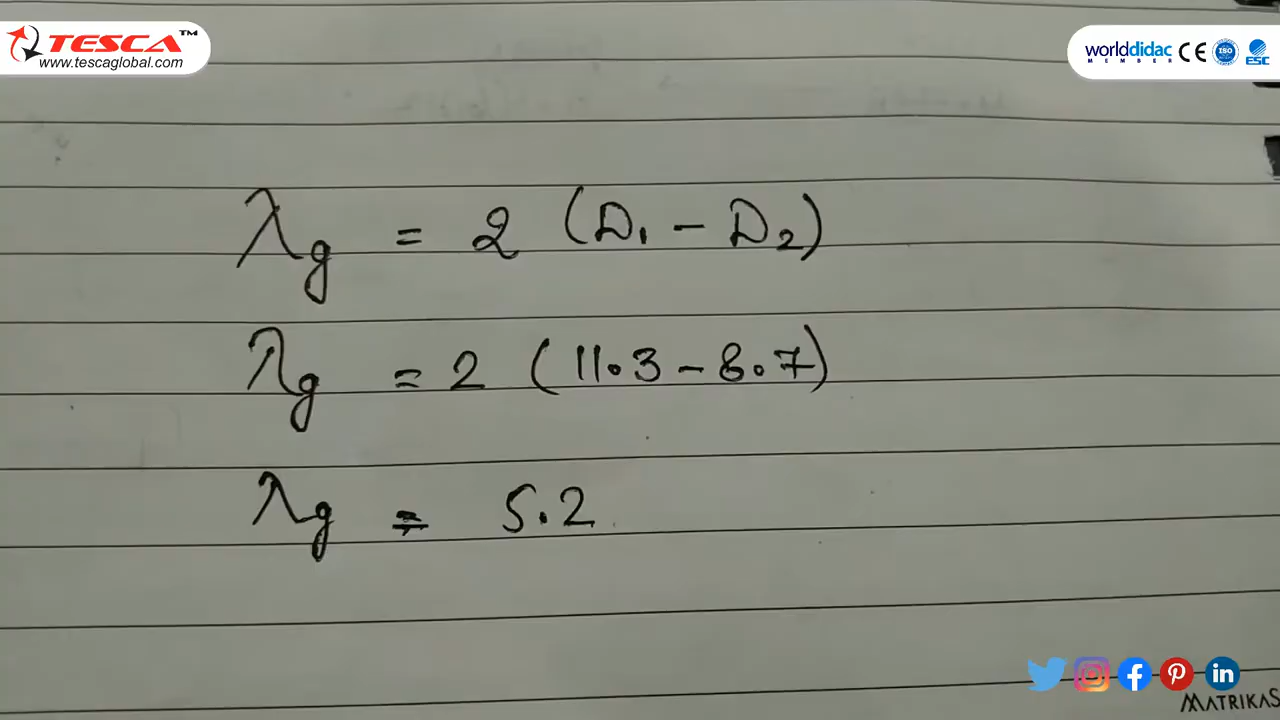 TESCA™
www.tescaglobal.com
worlddidac
MEMBER
CE
ISO
ESC
λg = 2 (D₁ - D₂)
λg = 2 (11.3 - 8.7)
λg = 5.2
MATRIKAS